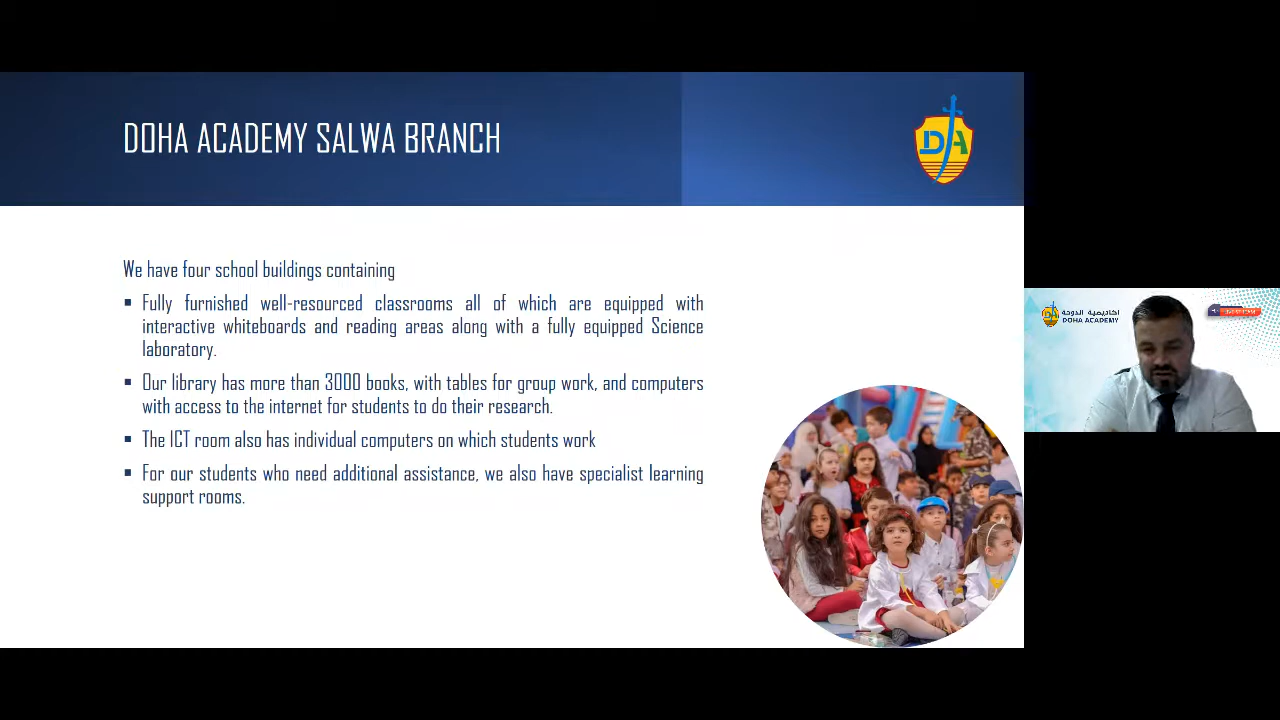 DOHA ACADEMY SALWA BRANCH
DA
We have four school buildings containing
▪ Fully furnished well-resourced classrooms all of which are equipped with
interactive whiteboards and reading areas along with a fully equipped Science
laboratory.
▪ Our library has more than 3000 books, with tables for group work, and computers
with access to the internet for students to do their research.
▪ The ICT room also has individual computers on which students work
▪ For our students who need additional assistance, we also have specialist learning
support rooms.
أكاديمية الدوحة
DOHA ACADEMY